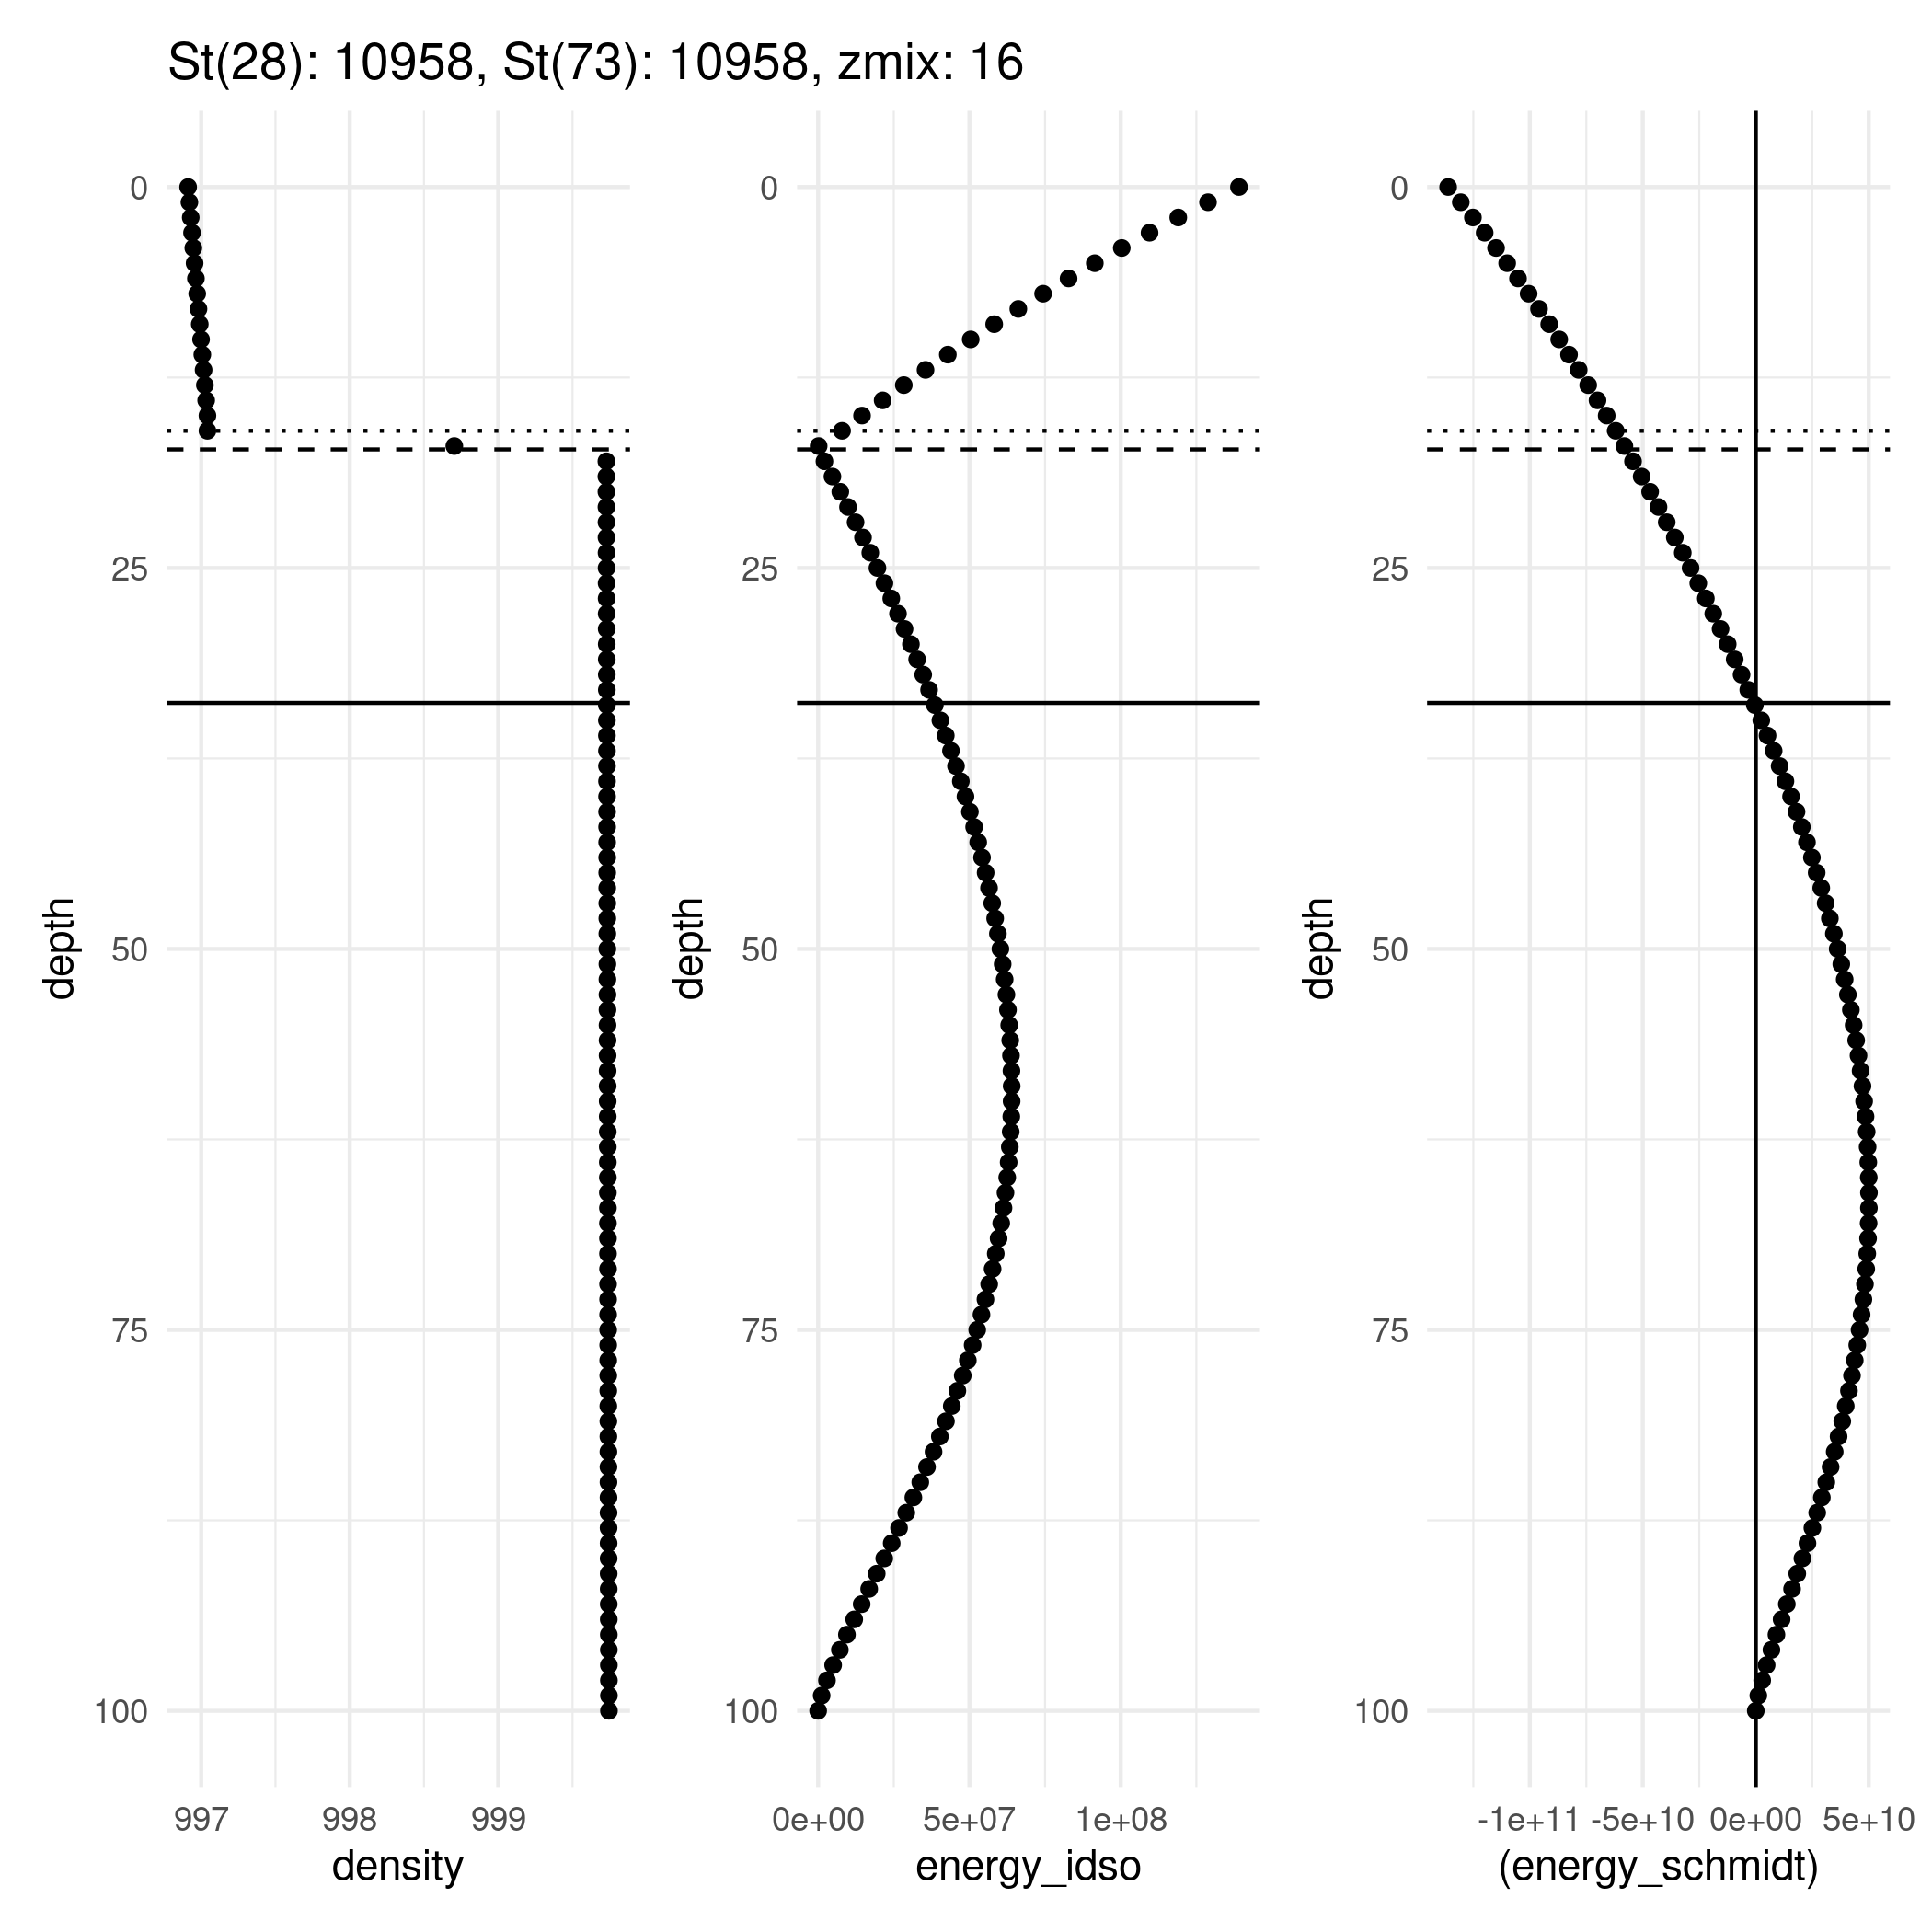 St(28): 10958, St(73): 10958, zmix: 16
depth
0
25
50
75
100
997 998 999
density
depth
0
25
50
75
100
0e+00 5e+07 1e+08
energy_idso
depth
0
25
50
75
100
-1e+11 -5e+10 0e+00 5e+10
(energy_schmidt)